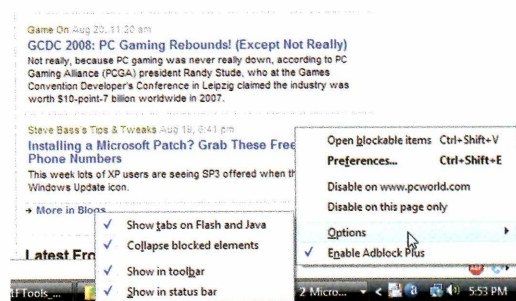 Game On Aug 20, 11:20 am
GCDC 2008: PC Gaming Rebounds! (Except Not Really)
Not really, because PC gaming was never really down, according to PC
Gaming Alliance (PCGA) president Randy Stude, who at the Games
Convention Developer's Conference in Leipzig claimed the industry was
worth $10-point-7 billion worldwide in 2007.
Steve Bass's Tips & Tweaks Aug 19, 6:41 pm
Installing a Microsoft Patch? Grab These Free
Phone Numbers
This week lots of XP users are seeing SP3 offered when th
Windows Update icon.
→ More in Blogs
Latest Fro
Open blockable items Ctrl+Shift+V
Preferences... Ctrl+Shift+E
Disable on www.pcworld.com
Disable on this page only
Options
✓ Enable Adblock Plus
✓ Show tabs on Flash and Java
✓ Collapse blocked elements
✓ Show in toolbar
✓ Show in status bar
1FTools_...
2 Micro...
5:53 PM